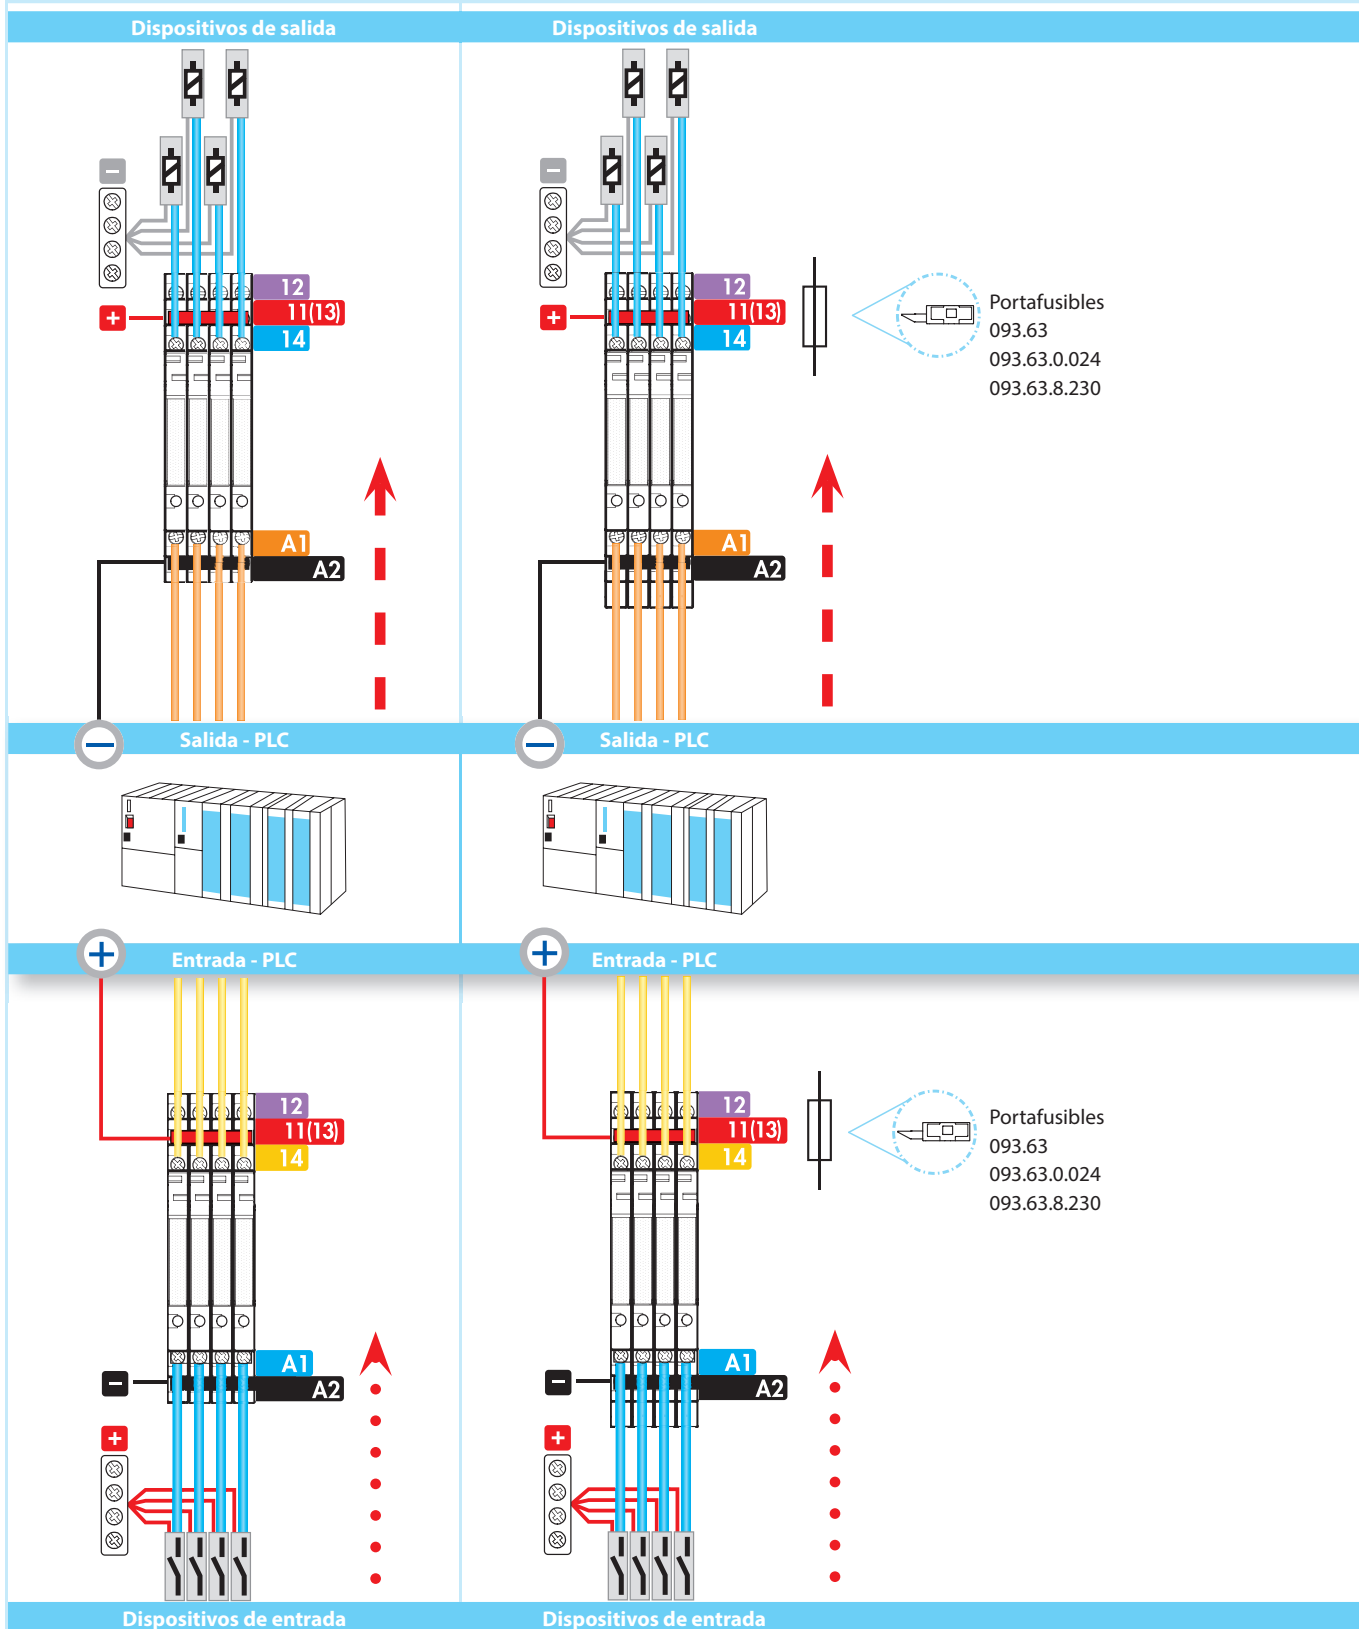 Dispositivos de salida
Dispositivos de salida
12
11(13)
14
A1
A2
12
11(13)
14
A1
A2
Portafusibles
093.63
093.63.0.024
093.63.8.230
Salida - PLC
Salida - PLC
Entrada - PLC
Entrada - PLC
12
11(13)
14
A1
A2
12
11(13)
14
A1
A2
Portafusibles
093.63
093.63.0.024
093.63.8.230
Dispositivos de entrada
Dispositivos de entrada